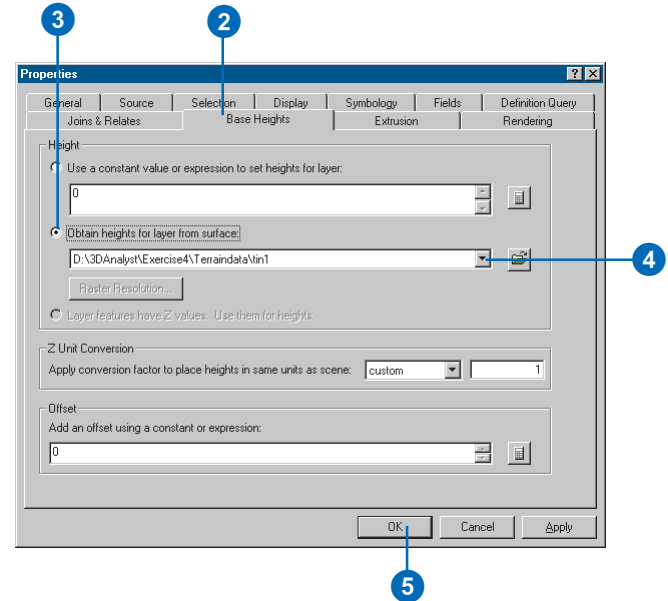 3 2
Properties ? ×
General Source Selection Display Symbology Fields Definition Query
Joins & Relates Base Heights Extrusion Rendering
Height
Use a constant value or expression to set heights for layer:
0
Obtain heights for layer from surface:
D:\3DAnalyst\Exercise4\Terraindata\tin1
4
Raster Resolution...
Layer features have Z values. Use them for heights.
Z Unit Conversion
Apply conversion factor to place heights in same units as scene: custom 1
Offset
Add an offset using a constant or expression:
0
OK Cancel Apply
5